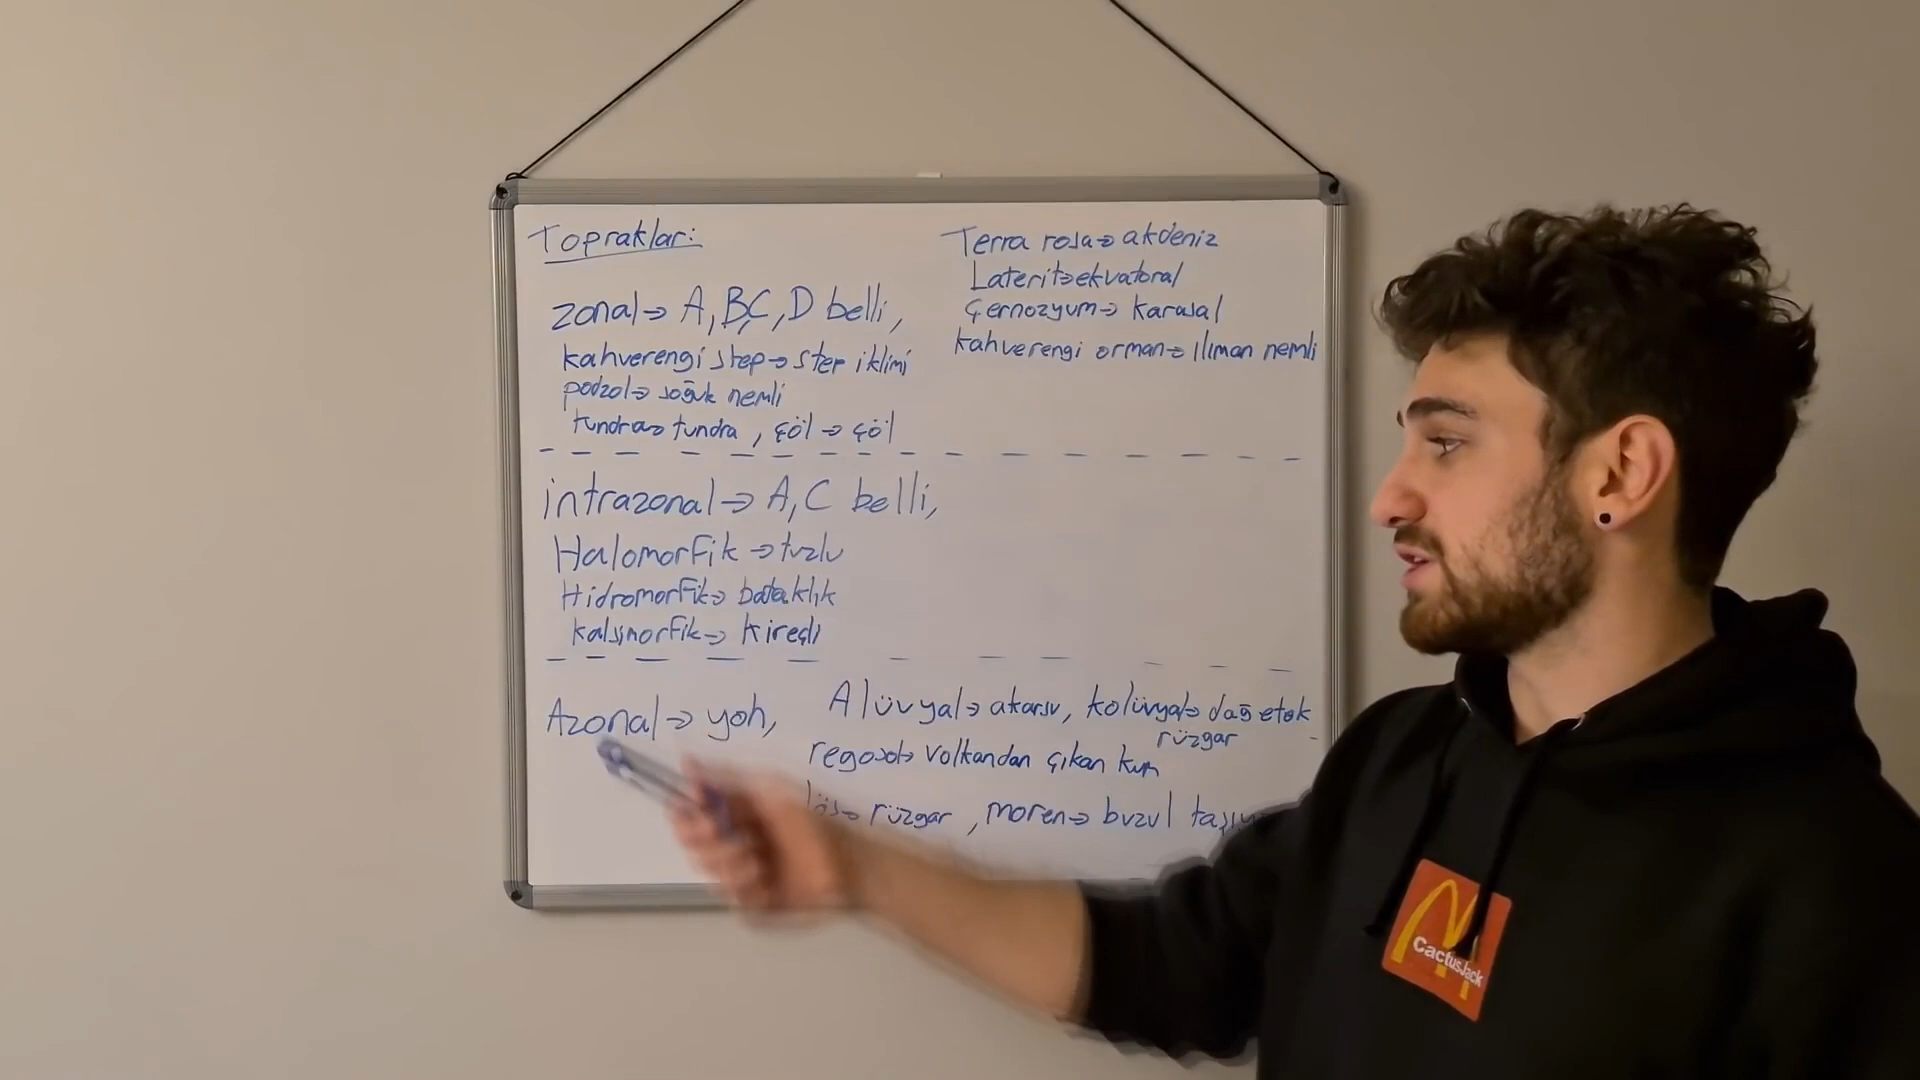 Topraklar:
zonal → A, B, C, D belli,
kahverengi step → step iklimi
podzol → soğuk nemli
tundra → tundra, çöl → çöl
Terra rosa → akdeniz
Laterit → ekvatoral
Çernozyum → karasal
kahverengi orman → ılıman nemli
intrazonal → A, C belli,
Halomorfik → tuzlu
Hidromorfik → bataklık
kalsimorfik → kireçli
Azonal → yoh,
Alüvyal → akarsu, kolüvyal → dağ etek
rüzgar
regosol → volkandan çıkan kum
lös → rüzgar, moren → buzul
CactusJack